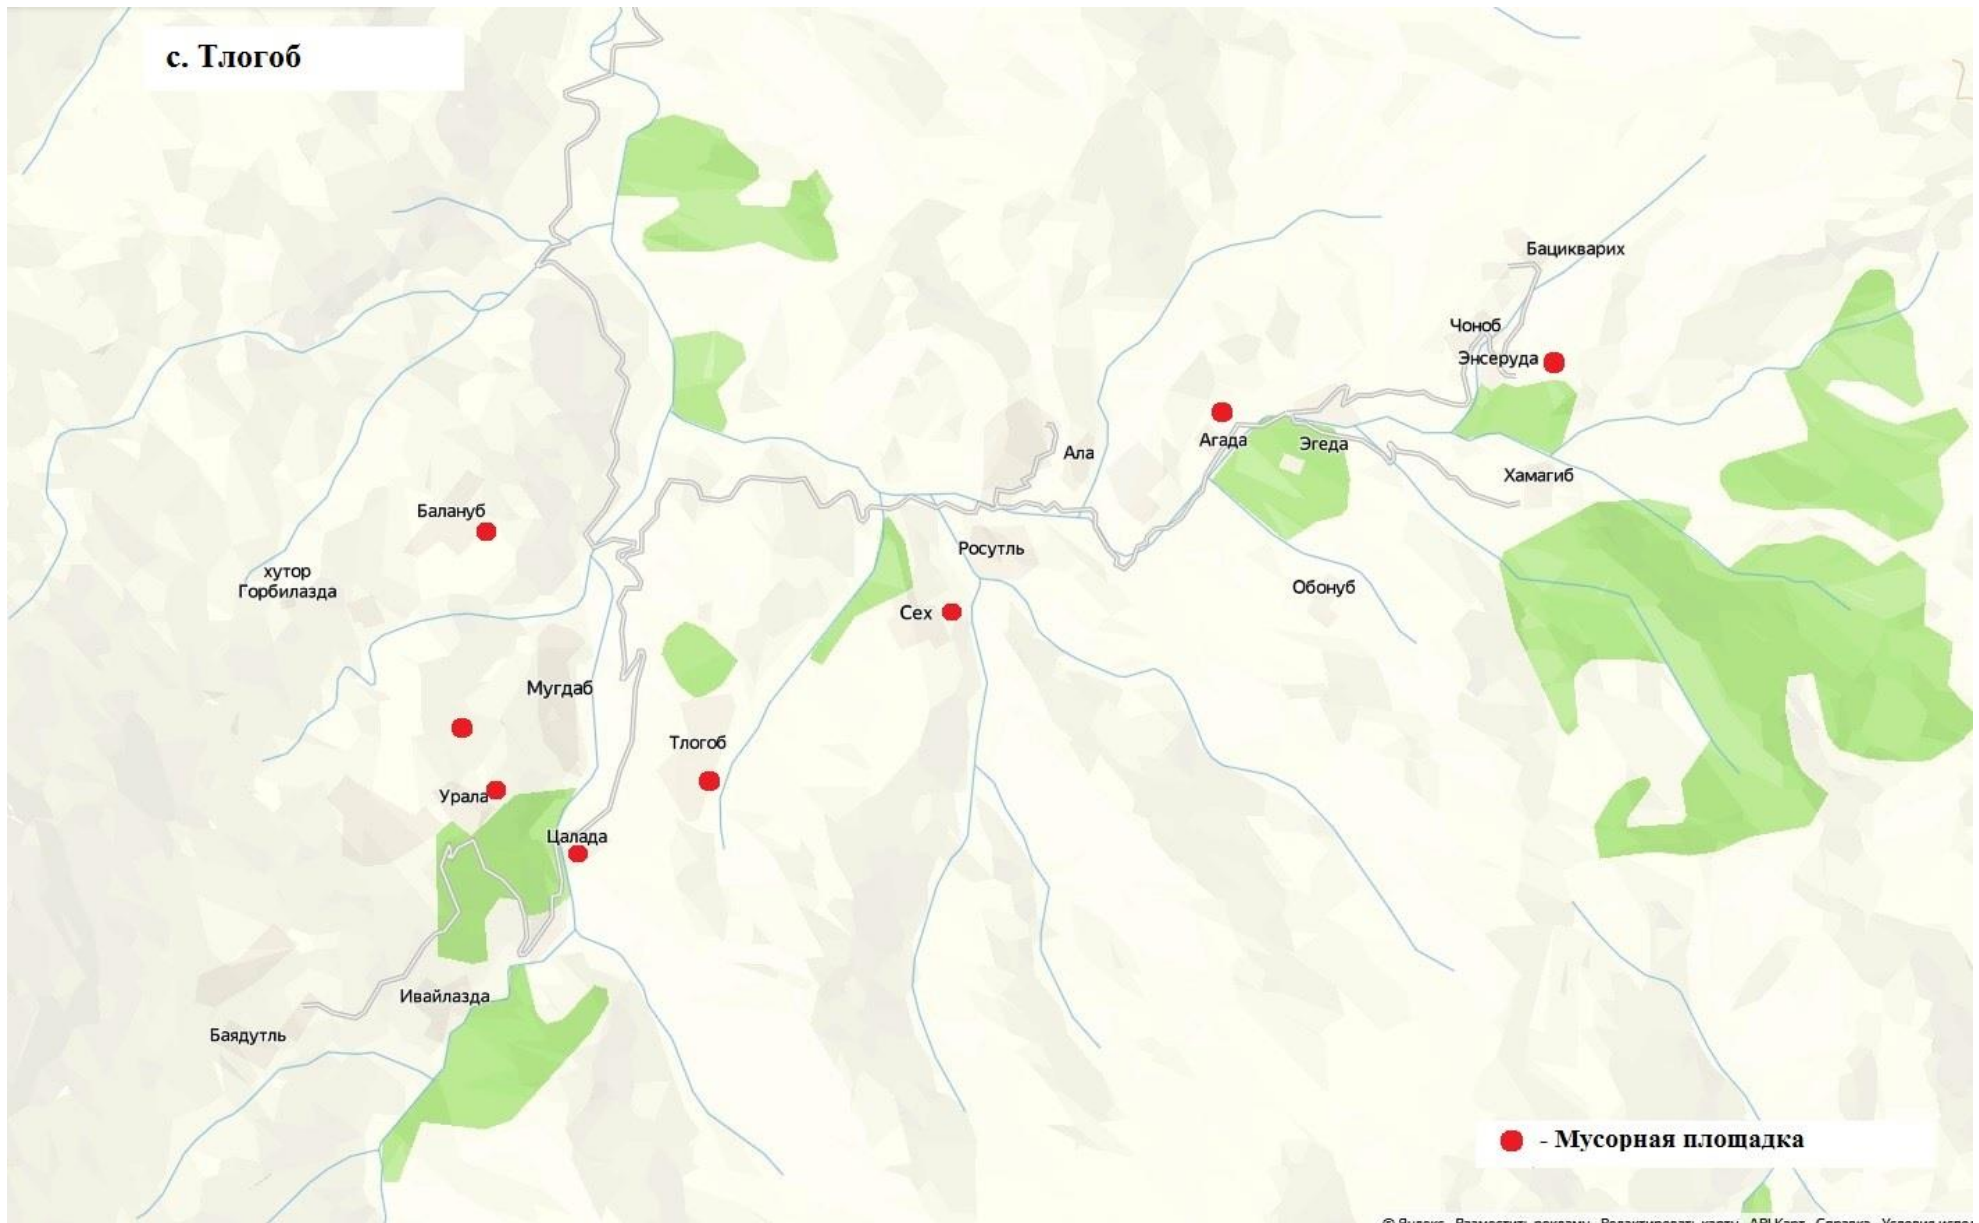 с. Тлогоб
Бацикварих
Чоноб
Энсеруда
Агада
Эгеда
Ала
Хамагиб
Балануб
Росутль
хутор
Горбилазда
Обонуб
Сех
Мугдаб
Тлогоб
Урала
Цалада
Ивайлазда
Баядутль
- Мусорная площадка